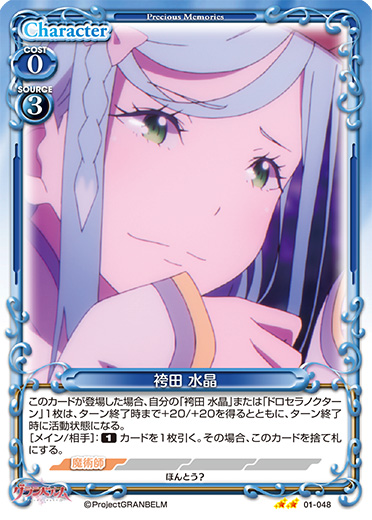 Precious Memories
Character
COST
0
SOURCE
3
袴田 水晶
このカードが登場した場合、自分の「袴田 水晶」または「ドロセラノクター
ン」1枚は、ターン終了時まで+20/+20を得るとともに、ターン終了
時に活動状態になる。
[メイン/相手]:1 カードを1枚引く。その場合、このカードを捨て札
にする。
魔術師
ほんとう?
グランベルム
©ProjectGRANBELM
01-048